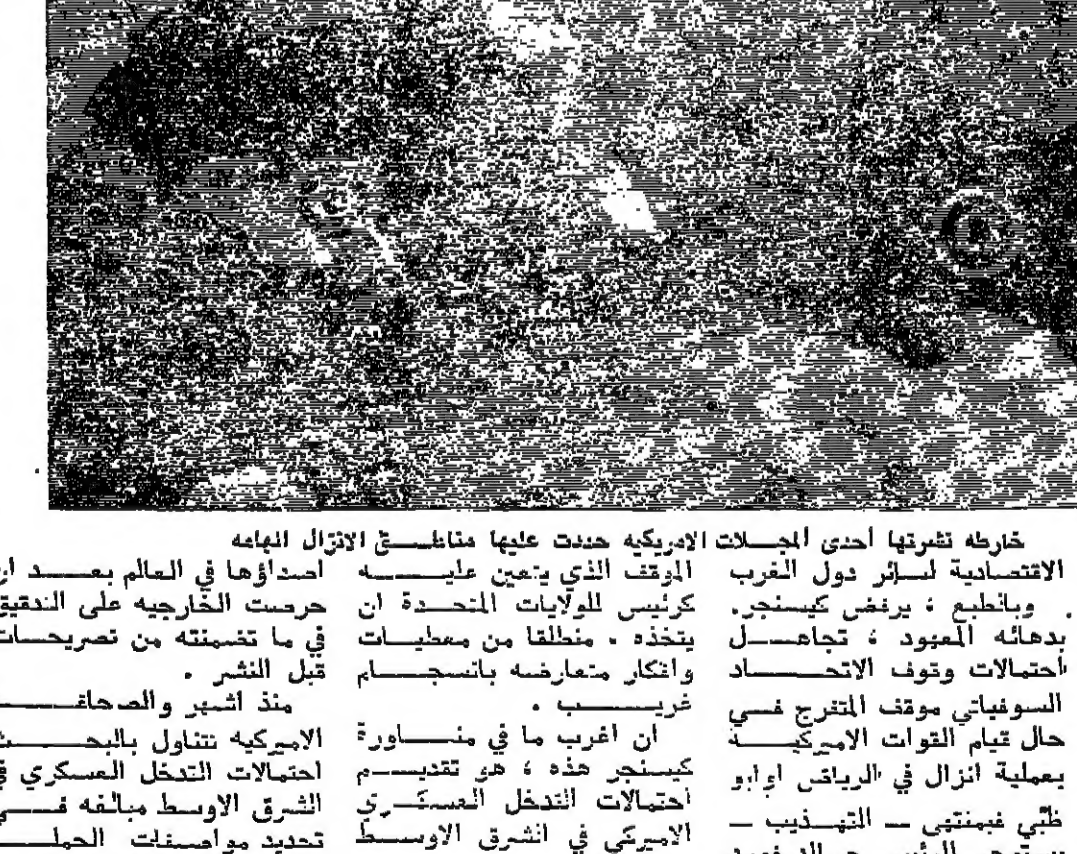 خارطه نشرتها أحدى المجلات الامريكيه حددت عليها مناطق الانزال الهامه
الاقتصادية لسائر دول الغرب .
وبالطبع ، يرفض كيسنجر
بدهائه المعهود ، تجاهل
احتمالات وقوف الاتحاد
السوفياتي موقف المتفرج في
حال قيام القوات الاميركيه
بعملية انزال في الرياض او ابو
ظبي فبمنتهى — التهذيب —
الموقف الذي يتعين عليه
كرئيس للولايات المتحدة ان
يتخذه . منطلقا من معطيات
وافكار متعارضه بانسجام
غريب .
ان اغرب ما في مناورة
كيسنجر هذه ، هو تقديم
احتمالات التدخل العسكري
الاميركي في الشرق الاوسط
اصداؤها في العالم بعد ان
حرصت الخارجيه على التدقيق
في ما تضمنته من تصريحات
قبل النشر .
منذ اشهر والصحافة
الاميركيه تتناول بالبحث
احتمالات التدخل العسكري في
الشرق الاوسط مبالغه في
تحديد مواصفات